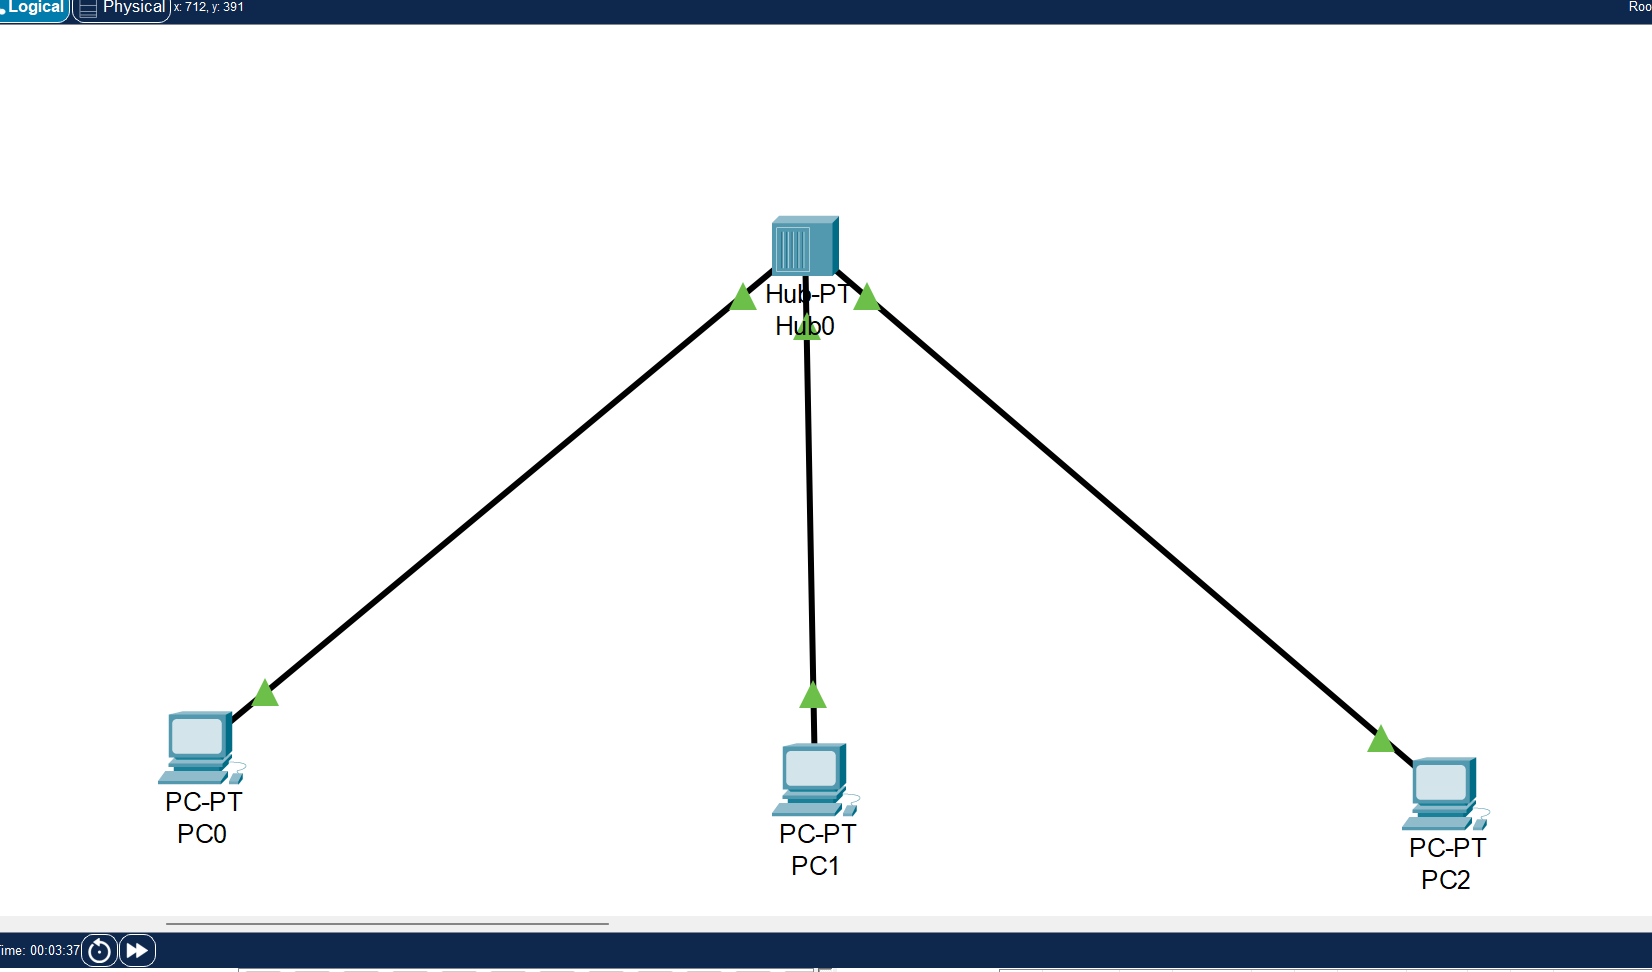 Logical
Physical
x: 712, y: 391
Hub-PT
Hub0
PC-PT
PC0
PC-PT
PC1
PC-PT
PC2
00:03:37